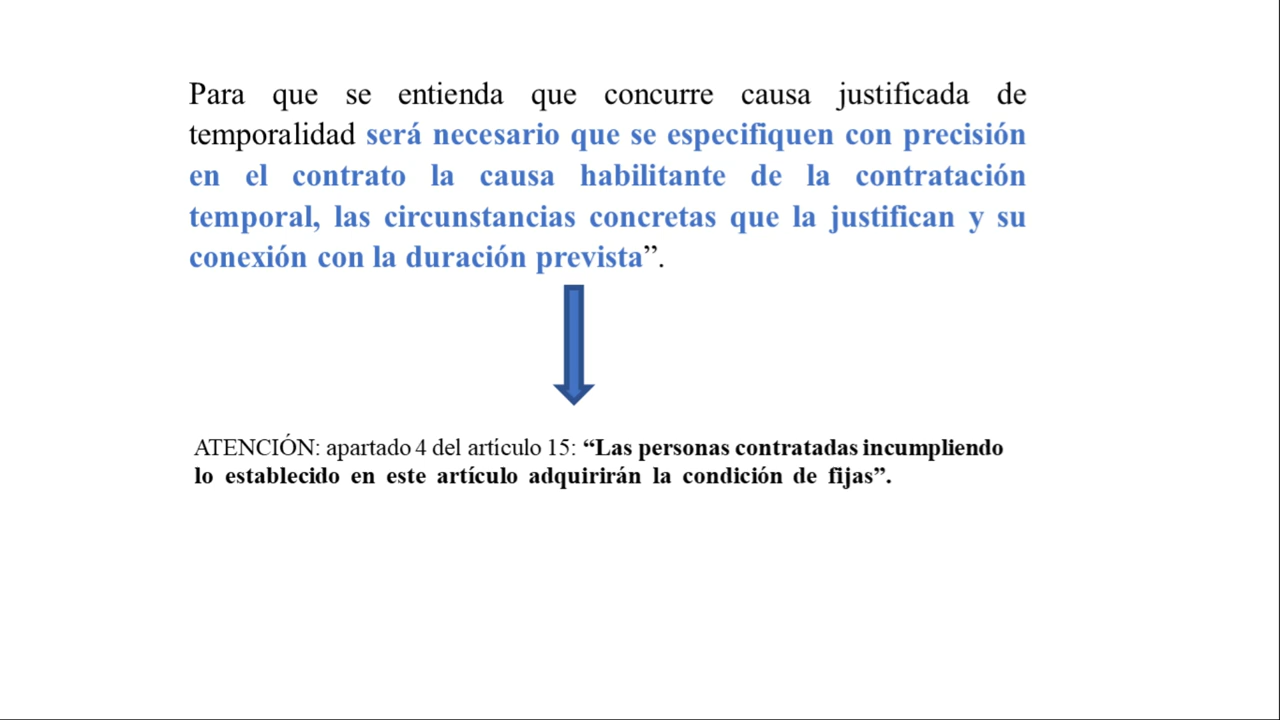 Para que se entienda que concurre causa justificada de
temporalidad será necesario que se especifiquen con precisión
en el contrato la causa habilitante de la contratación
temporal, las circunstancias concretas que la justifican y su
conexión con la duración prevista”.
ATENCIÓN: apartado 4 del artículo 15: “Las personas contratadas incumpliendo
lo establecido en este artículo adquirirán la condición de fijas”.